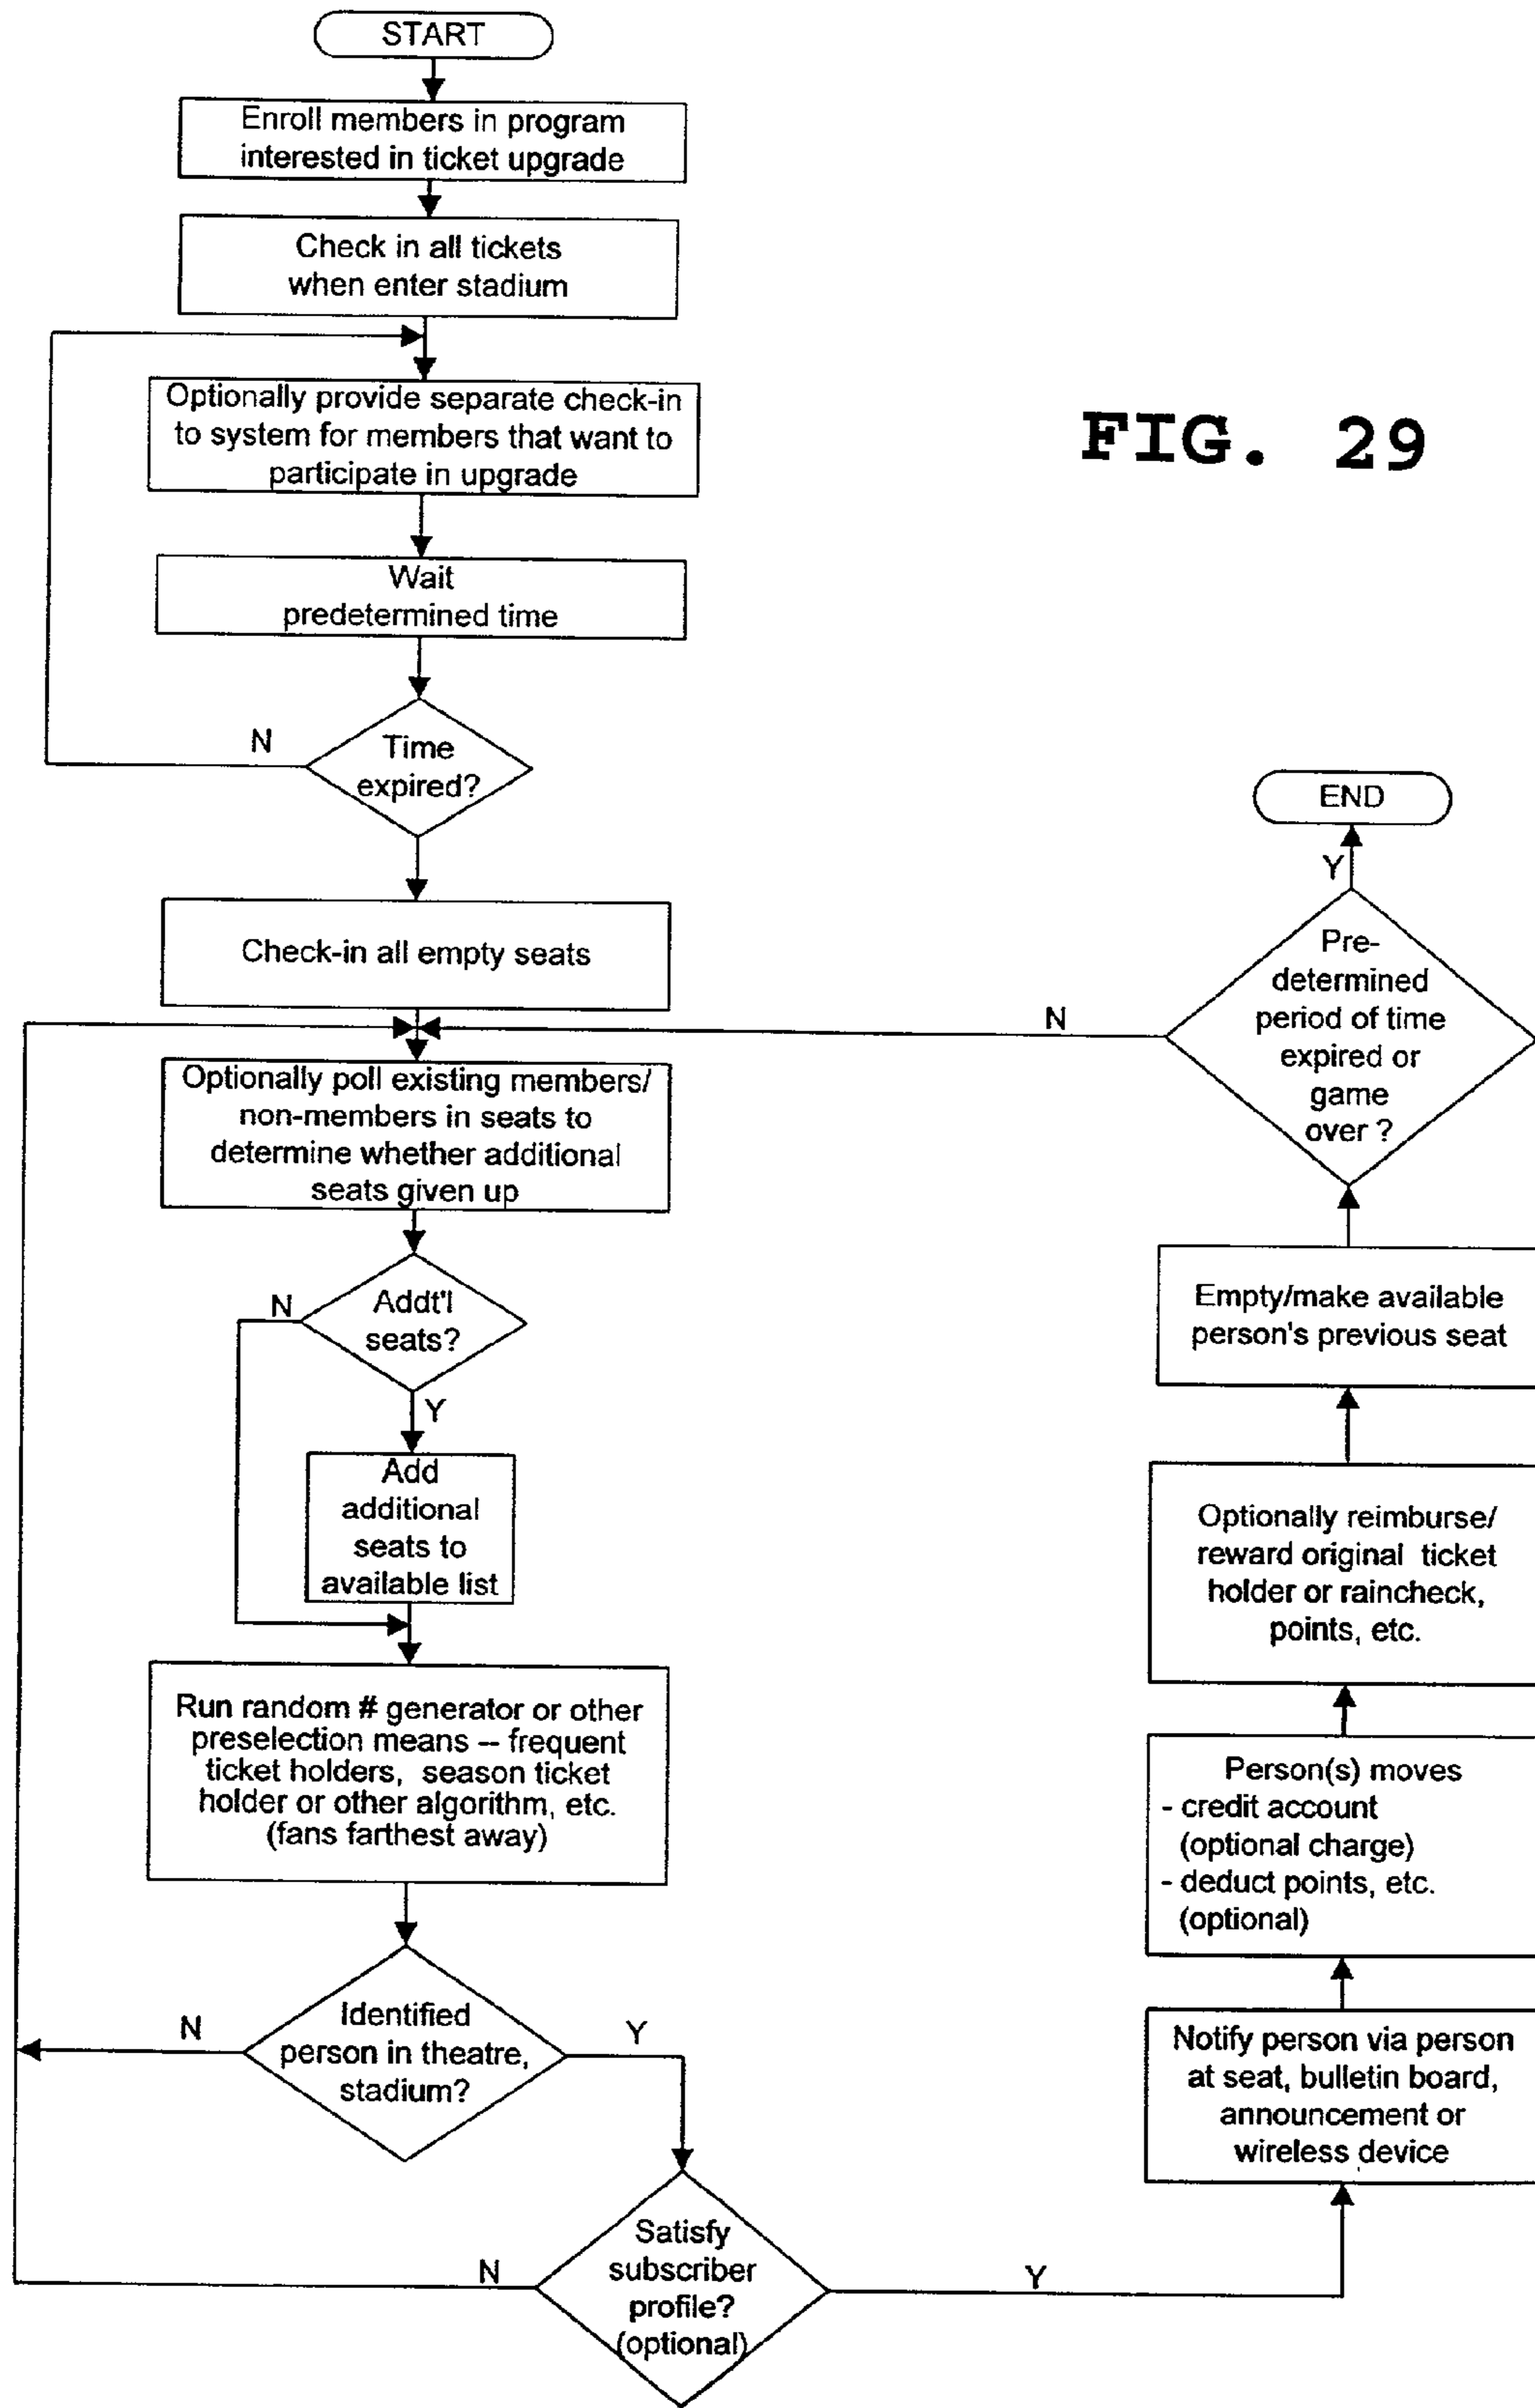 START
Enroll members in program
interested in ticket upgrade
Check in all tickets
when enter stadium
Optionally provide separate check-in
to system for members that want to
participate in upgrade
FIG. 29
Wait
predetermined time
N
Time
expired?
Check-in all empty seats
Optionally poll existing members/
non-members in seats to
determine whether additional
seats given up
N
Addt'l
seats?
Y
Add
additional
seats to
available list
Run random # generator or other
preselection means -- frequent
ticket holders, season ticket
holder or other algorithm, etc.
(fans farthest away)
N
Identified
person in theatre,
stadium?
Y
N
Satisfy
subscriber
profile?
(optional)
Y
Notify person via person
at seat, bulletin board,
announcement or
wireless device
Person(s) moves
- credit account
(optional charge)
- deduct points, etc.
(optional)
Optionally reimburse/
reward original ticket
holder or raincheck,
points, etc.
Empty/make available
person's previous seat
Pre-
determined
period of time
expired or
game
over ?
N
Y
END